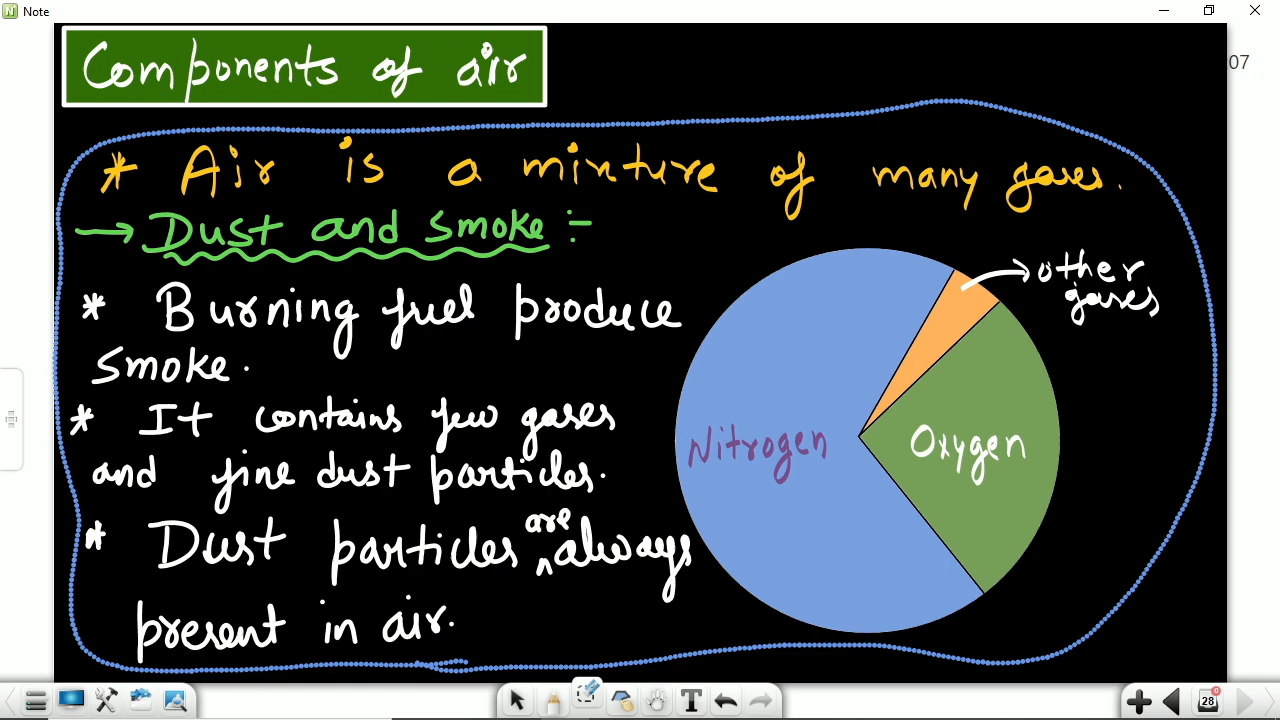 Note
Components of air
07
* Air is a mixture of many gases.
→ Dust and smoke :-
* Burning fuel produce
smoke.
* It contains few gases
and fine dust particles.
* Dust particles are always
present in air.
other
gases
Nitrogen
Oxygen
28
0